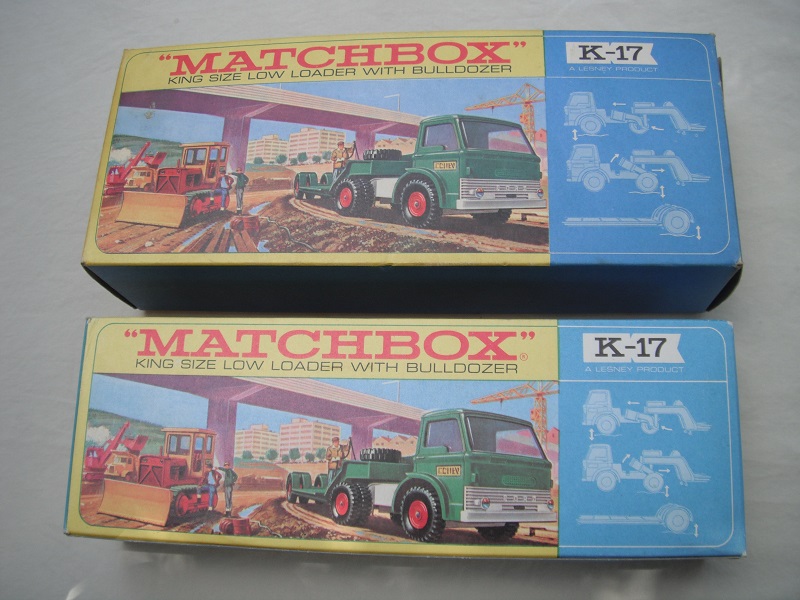 "MATCHBOX"
KING SIZE LOW LOADER WITH BULLDOZER
K-17
A LESNEY PRODUCT
"MATCHBOX"®
KING SIZE LOW LOADER WITH BULLDOZER
K-17
A LESNEY PRODUCT